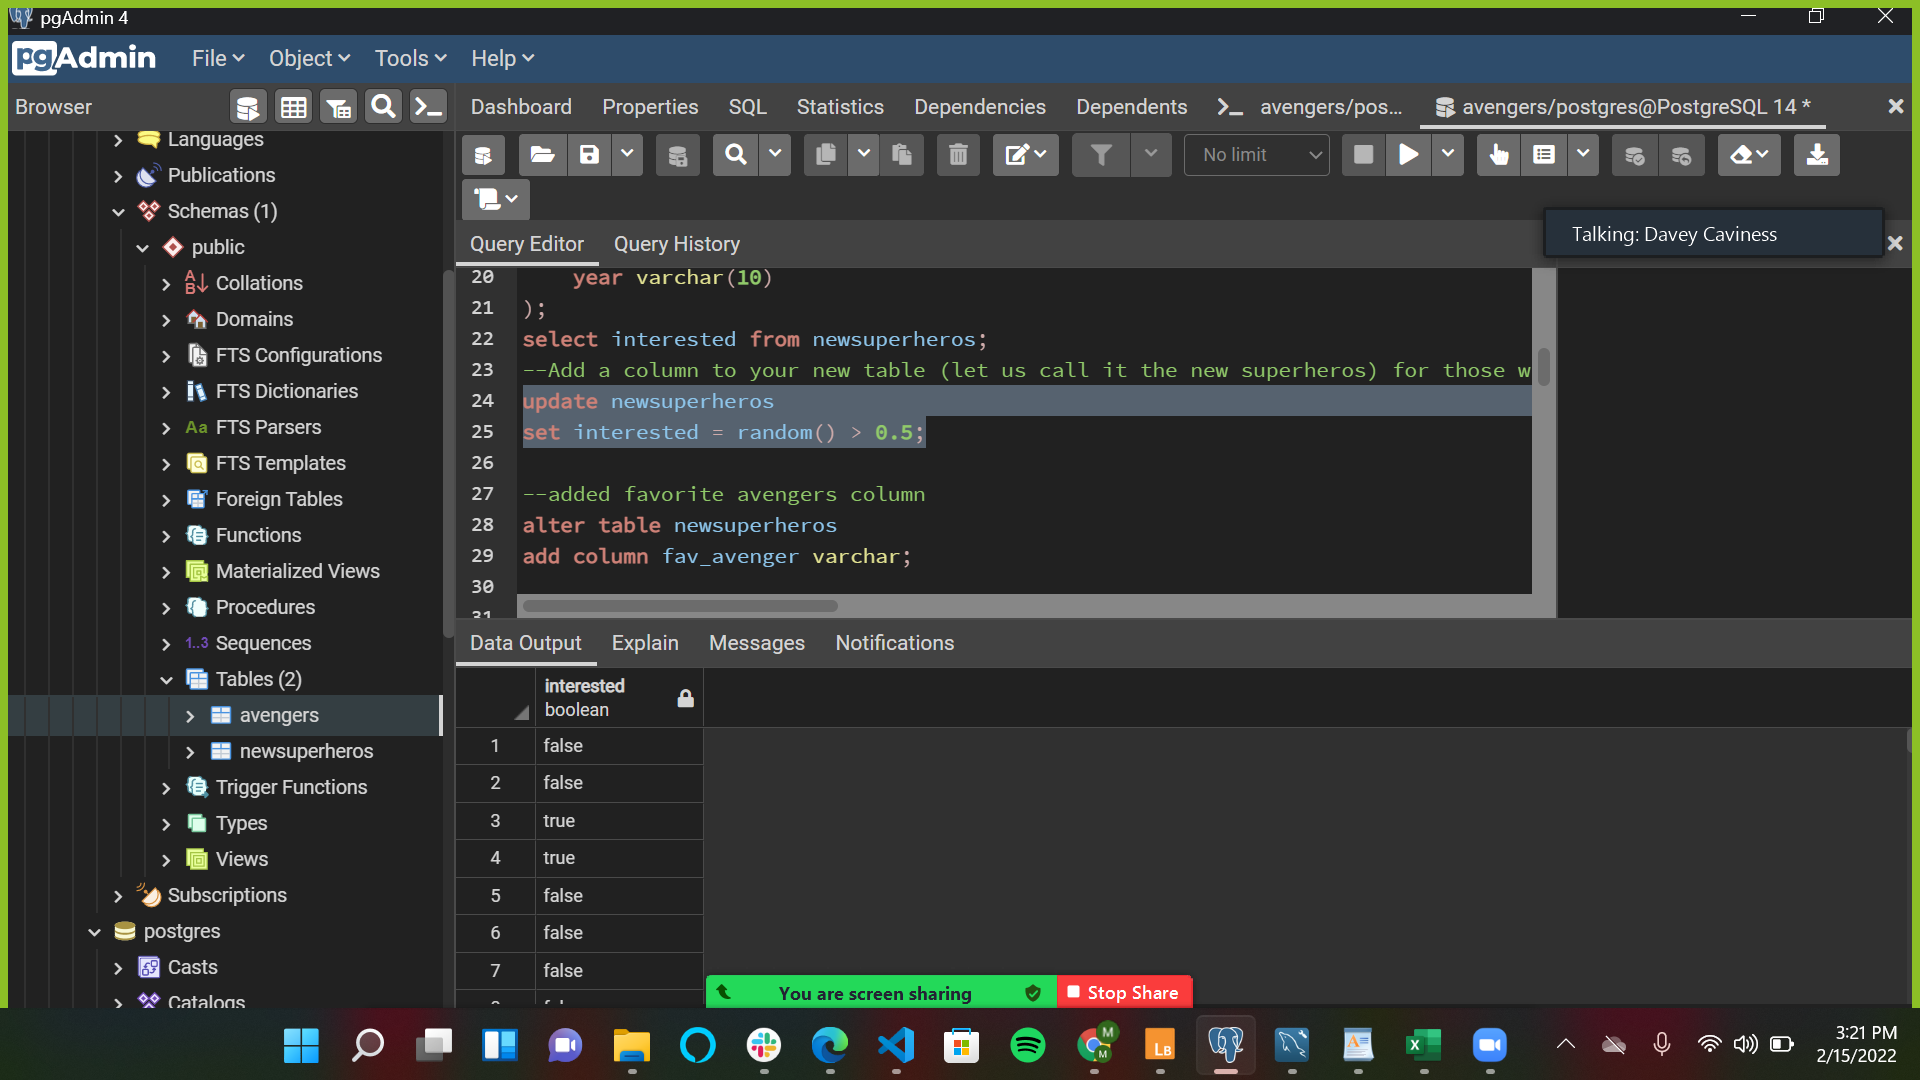 pgAdmin 4
pgAdmin File Object Tools Help
Browser
Dashboard Properties SQL Statistics Dependencies Dependents avengers/pos... avengers/postgres@PostgreSQL 14 *
No limit
Languages
Publications
Schemas (1)
public
Collations
Domains
FTS Configurations
FTS Dictionaries
Aa FTS Parsers
FTS Templates
Foreign Tables
Functions
Materialized Views
Procedures
1..3 Sequences
Tables (2)
avengers
newsuperheros
Trigger Functions
Types
Views
Subscriptions
postgres
Casts
Catalogs
Talking: Davey Caviness
Query Editor Query History
20 year varchar(10)
21 );
22 select interested from newsuperheros;
23 --Add a column to your new table (let us call it the new superheros) for those w
24 update newsuperheros
25 set interested = random() > 0.5;
26
27 --added favorite avengers column
28 alter table newsuperheros
29 add column fav_avenger varchar;
30
31
Data Output Explain Messages Notifications
interested
boolean
1 false
2 false
3 true
4 true
5 false
6 false
7 false
You are screen sharing Stop Share
3:21 PM
2/15/2022